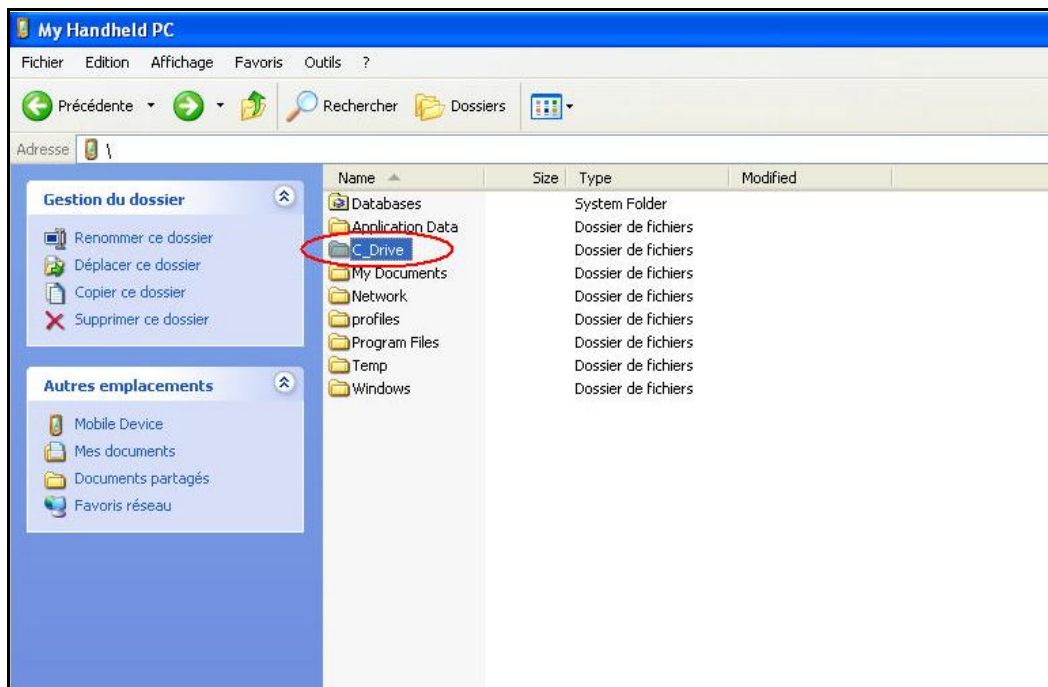 My Handheld PC
Fichier Edition Affichage Favoris Outils ?
Précédente Rechercher Dossiers
Adresse \
Name Size Type Modified
Gestion du dossier
Renommer ce dossier
Déplacer ce dossier
Copier ce dossier
Supprimer ce dossier
Autres emplacements
Mobile Device
Mes documents
Documents partagés
Favoris réseau
Databases System Folder
Application Data Dossier de fichiers
C_Drive Dossier de fichiers
My Documents Dossier de fichiers
Network Dossier de fichiers
profiles Dossier de fichiers
Program Files Dossier de fichiers
Temp Dossier de fichiers
Windows Dossier de fichiers